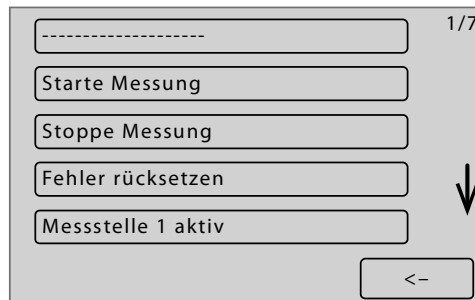 1/7
--------------------
Starte Messung
Stoppe Messung
Fehler rücksetzen
Messstelle 1 aktiv
<–